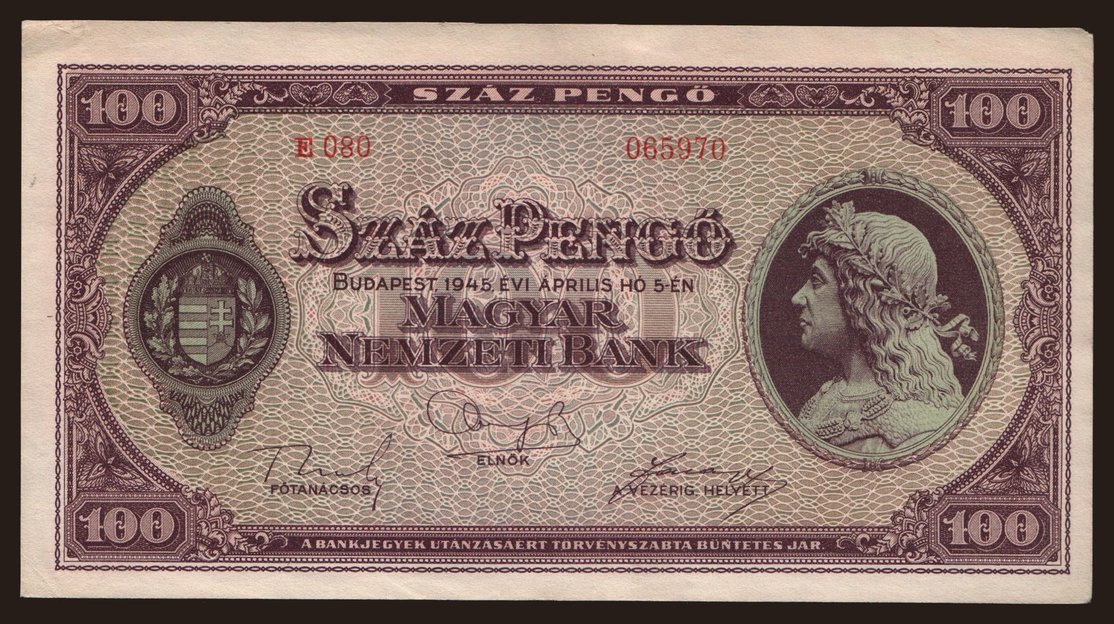 100 SZÁZ PENGŐ 100
E 080 065970
SZÁZ PENGŐ
BUDAPEST, 1945. ÉVI ÁPRILIS HÓ 5-ÉN
MAGYAR
NEMZETI BANK
ELNÖK
FŐTANÁCSOS
A VEZÉRIG. HELYETT
100 A BANKJEGYEK UTÁNZÁSÁÉRT TÖRVÉNYSZABTA BÜNTETÉS JÁR. 100